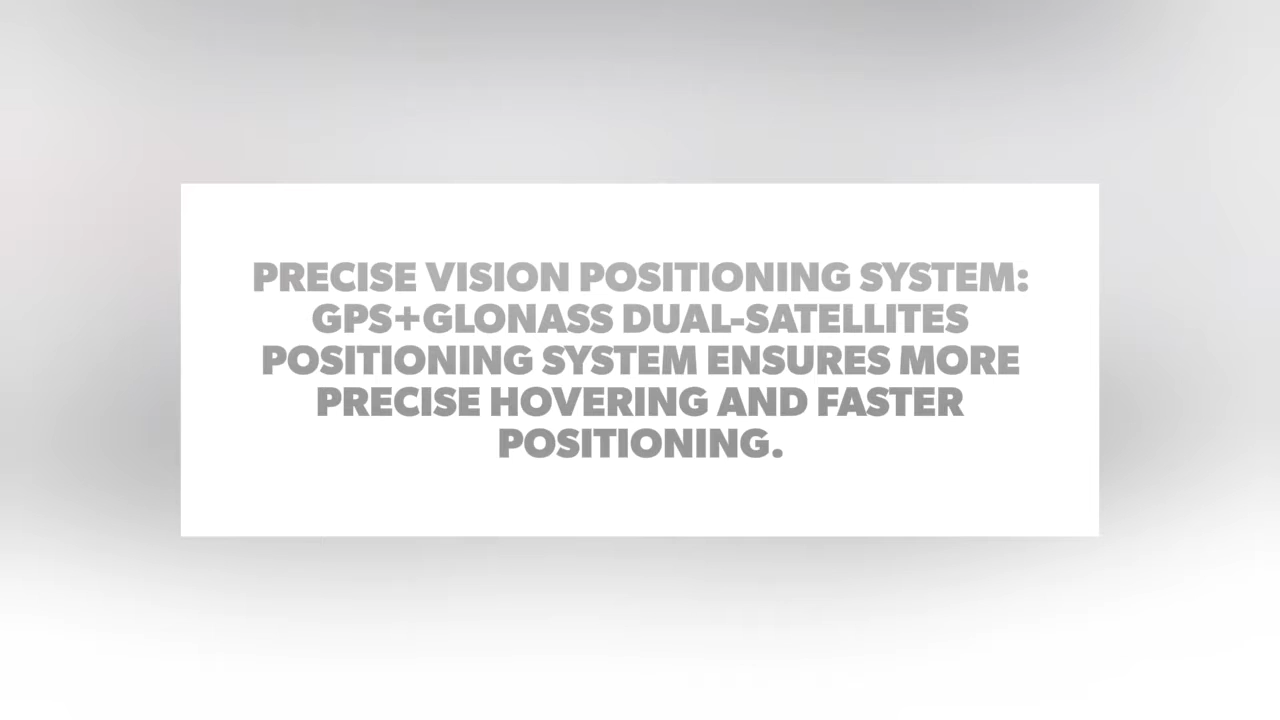 PRECISE VISION POSITIONING SYSTEM:
GPS+GLONASS DUAL-SATELLITES
POSITIONING SYSTEM ENSURES MORE
PRECISE HOVERING AND FASTER
POSITIONING.